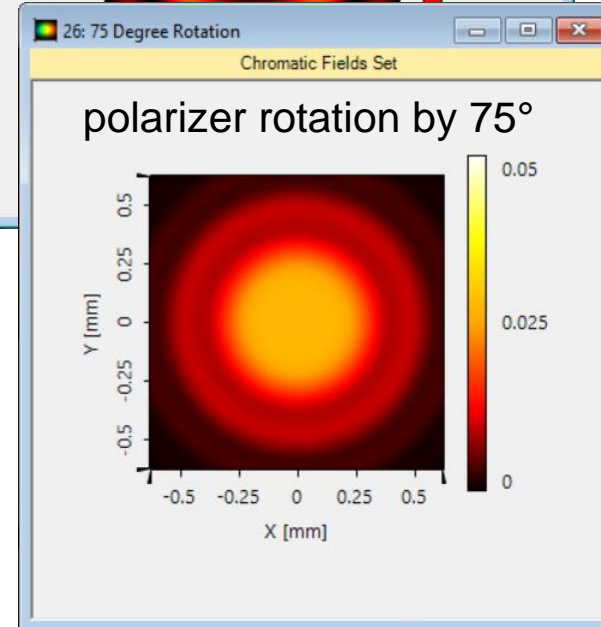 26: 75 Degree Rotation
Chromatic Fields Set
polarizer rotation by 75°
0.05
0.025
0
Y [mm]
0.5
0.25
0
-0.25
-0.5
-0.5 -0.25 0 0.25 0.5
X [mm]